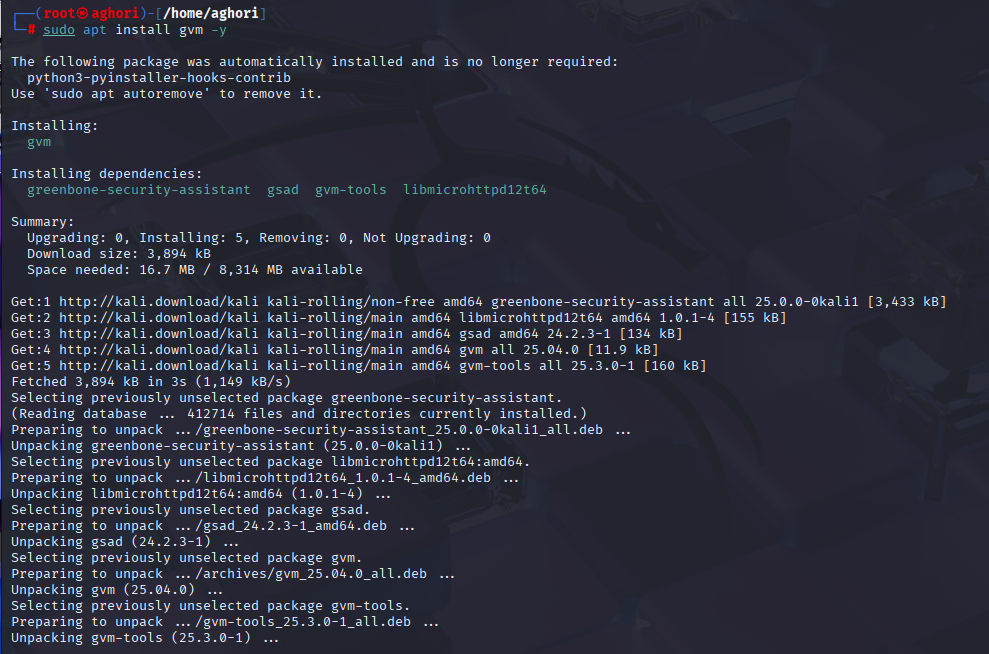 ┌──(root㉿aghori)-[/home/aghori]
└─# sudo apt install gvm -y
The following package was automatically installed and is no longer required:
  python3-pyinstaller-hooks-contrib
Use 'sudo apt autoremove' to remove it.
Installing:
  gvm
Installing dependencies:
  greenbone-security-assistant  gsad  gvm-tools  libmicrohttpd12t64
Summary:
  Upgrading: 0, Installing: 5, Removing: 0, Not Upgrading: 0
  Download size: 3,894 kB
  Space needed: 16.7 MB / 8,314 MB available
Get:1 http://kali.download/kali kali-rolling/non-free amd64 greenbone-security-assistant all 25.0.0-0kali1 [3,433 kB]
Get:2 http://kali.download/kali kali-rolling/main amd64 libmicrohttpd12t64 amd64 1.0.1-4 [155 kB]
Get:3 http://kali.download/kali kali-rolling/main amd64 gsad amd64 24.2.3-1 [134 kB]
Get:4 http://kali.download/kali kali-rolling/main amd64 gvm all 25.04.0 [11.9 kB]
Get:5 http://kali.download/kali kali-rolling/main amd64 gvm-tools all 25.3.0-1 [160 kB]
Fetched 3,894 kB in 3s (1,149 kB/s)
Selecting previously unselected package greenbone-security-assistant.
(Reading database ... 412714 files and directories currently installed.)
Preparing to unpack .../greenbone-security-assistant_25.0.0-0kali1_all.deb ...
Unpacking greenbone-security-assistant (25.0.0-0kali1) ...
Selecting previously unselected package libmicrohttpd12t64:amd64.
Preparing to unpack .../libmicrohttpd12t64_1.0.1-4_amd64.deb ...
Unpacking libmicrohttpd12t64:amd64 (1.0.1-4) ...
Selecting previously unselected package gsad.
Preparing to unpack .../gsad_24.2.3-1_amd64.deb ...
Unpacking gsad (24.2.3-1) ...
Selecting previously unselected package gvm.
Preparing to unpack .../archives/gvm_25.04.0_all.deb ...
Unpacking gvm (25.04.0) ...
Selecting previously unselected package gvm-tools.
Preparing to unpack .../gvm-tools_25.3.0-1_all.deb ...
Unpacking gvm-tools (25.3.0-1) ...